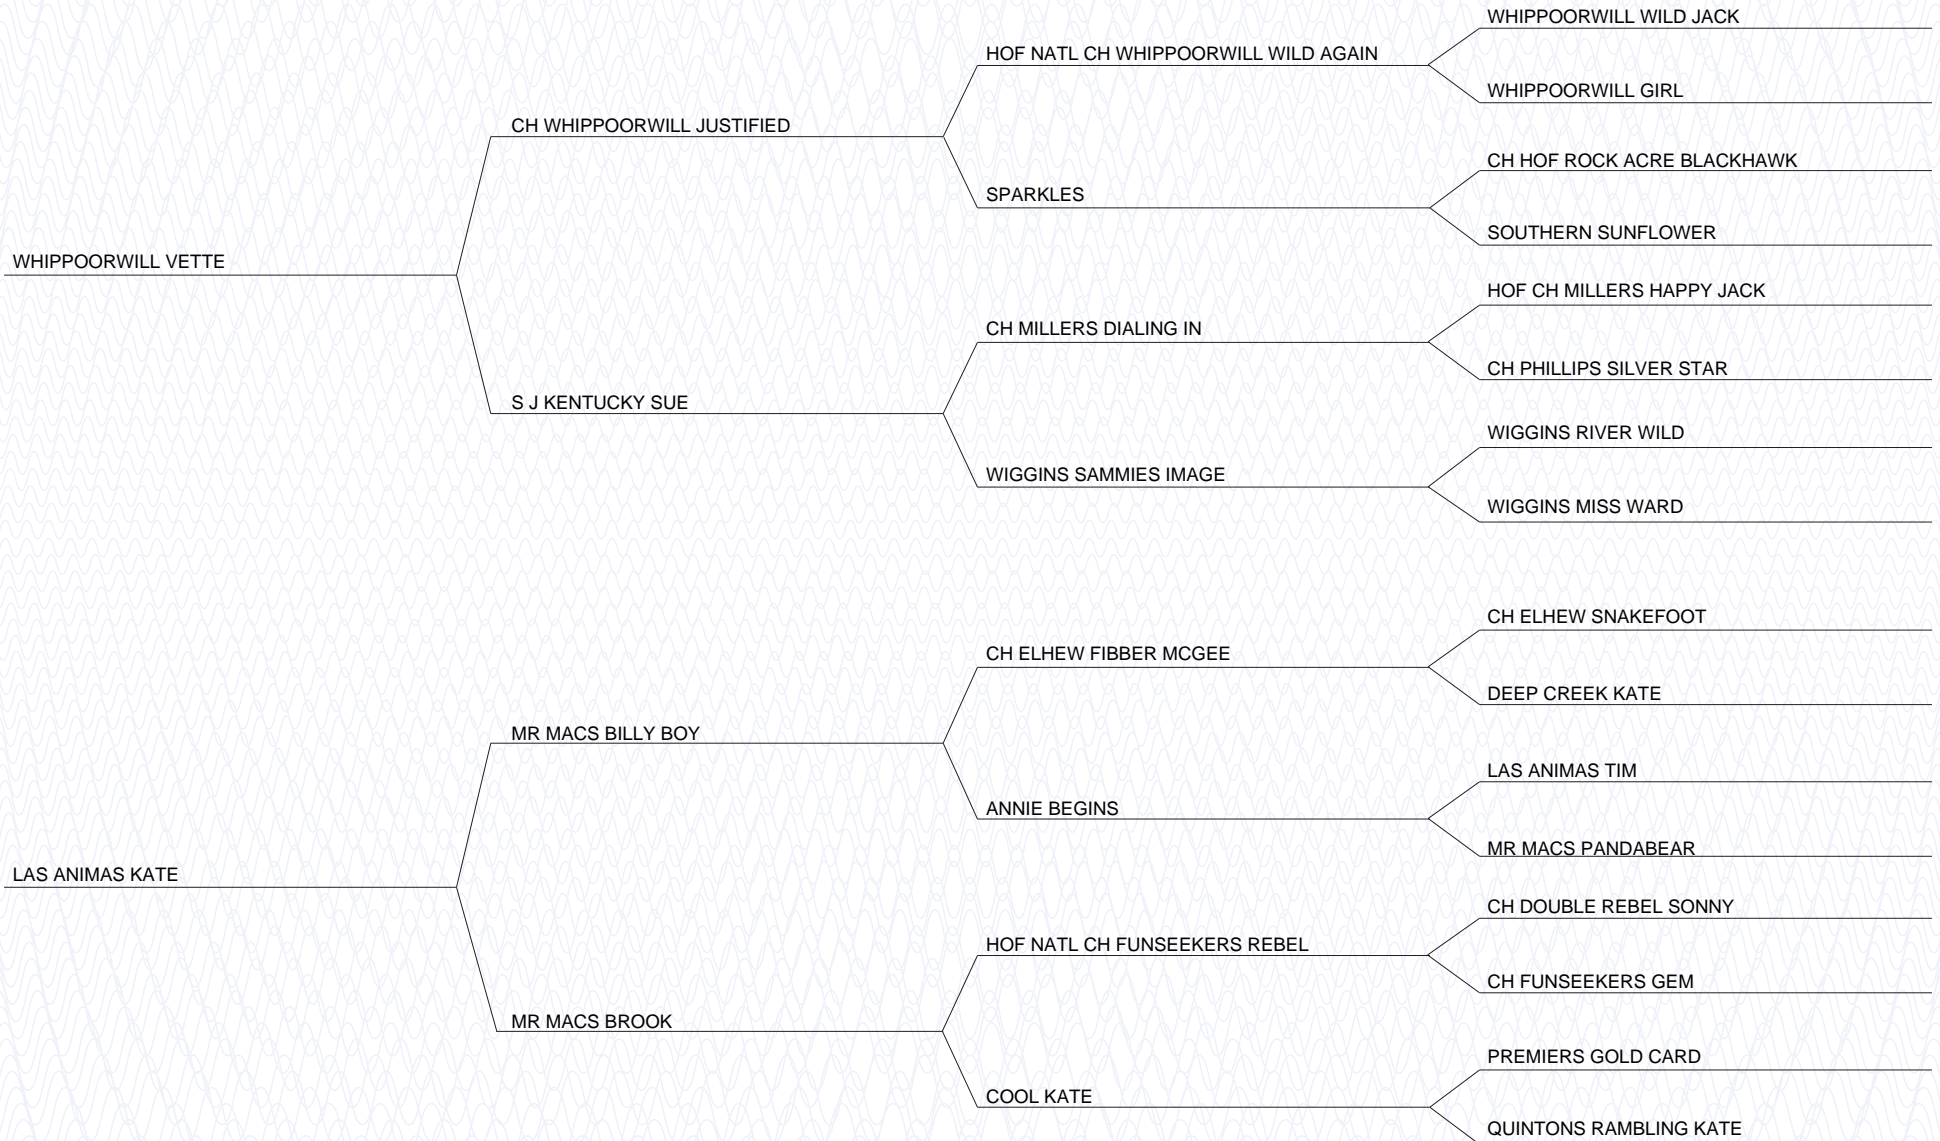 WHIPPOORWILL WILD JACK
HOF NATL CH WHIPPOORWILL WILD AGAIN
WHIPPOORWILL GIRL
CH WHIPPOORWILL JUSTIFIED
CH HOF ROCK ACRE BLACKHAWK
SPARKLES
SOUTHERN SUNFLOWER
WHIPPOORWILL VETTE
HOF CH MILLERS HAPPY JACK
CH MILLERS DIALING IN
CH PHILLIPS SILVER STAR
S J KENTUCKY SUE
WIGGINS RIVER WILD
WIGGINS SAMMIES IMAGE
WIGGINS MISS WARD
CH ELHEW SNAKEFOOT
CH ELHEW FIBBER MCGEE
DEEP CREEK KATE
MR MACS BILLY BOY
LAS ANIMAS TIM
ANNIE BEGINS
MR MACS PANDABEAR
LAS ANIMAS KATE
CH DOUBLE REBEL SONNY
HOF NATL CH FUNSEEKERS REBEL
CH FUNSEEKERS GEM
MR MACS BROOK
PREMIERS GOLD CARD
COOL KATE
QUINTONS RAMBLING KATE